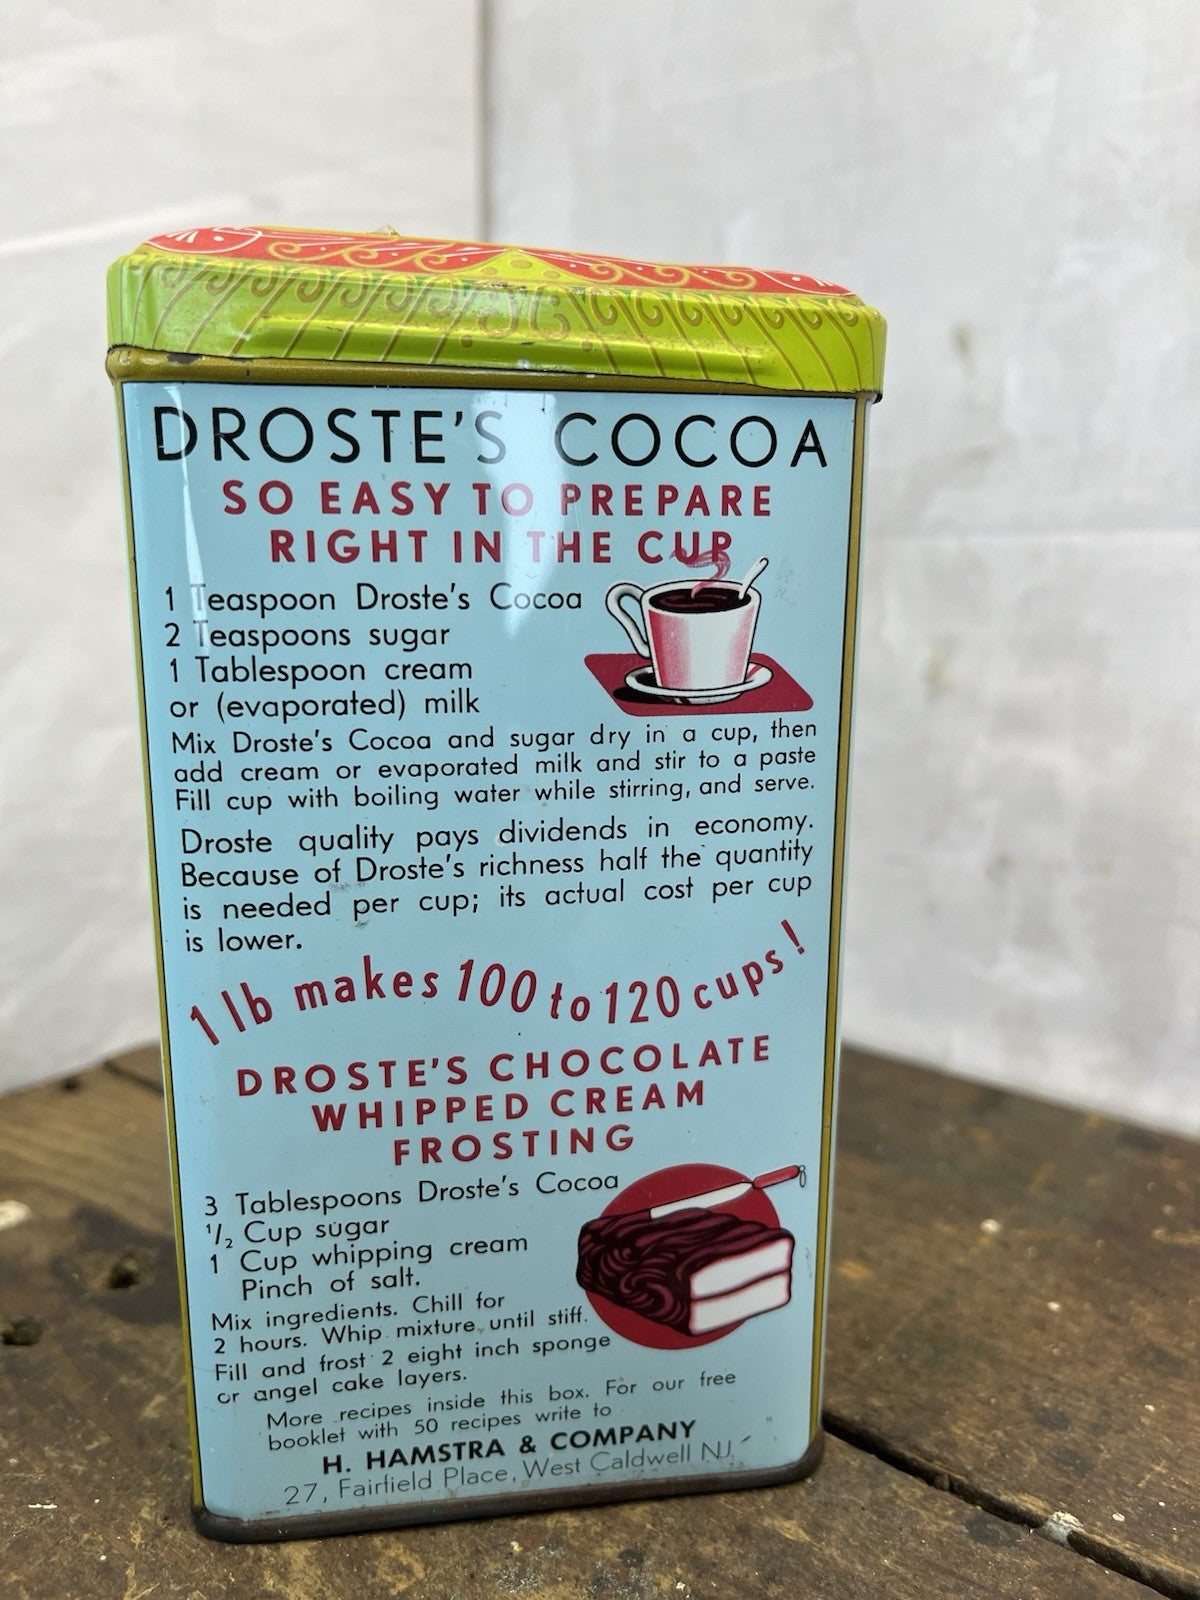 DROSTE'S COCOA
SO EASY TO PREPARE
RIGHT IN THE CUP
1 Teaspoon Droste's Cocoa
2 Teaspoons sugar
1 Tablespoon cream
or (evaporated) milk
Mix Droste's Cocoa and sugar dry in a cup, then
add cream or evaporated milk and stir to a paste
Fill cup with boiling water while stirring, and serve.
Droste quality pays dividends in economy.
Because of Droste's richness half the quantity
is needed per cup; its actual cost per cup
is lower.
1 lb makes 100 to 120 cups!
DROSTE'S CHOCOLATE
WHIPPED CREAM
FROSTING
3 Tablespoons Droste's Cocoa
1/2 Cup sugar
1 Cup whipping cream
Pinch of salt.
Mix ingredients. Chill for
2 hours. Whip mixture until stiff.
Fill and frost 2 eight inch sponge
or angel cake layers.
More recipes inside this box. For our free
booklet with 50 recipes write to
H. HAMSTRA & COMPANY
27, Fairfield Place, West Caldwell NJ.